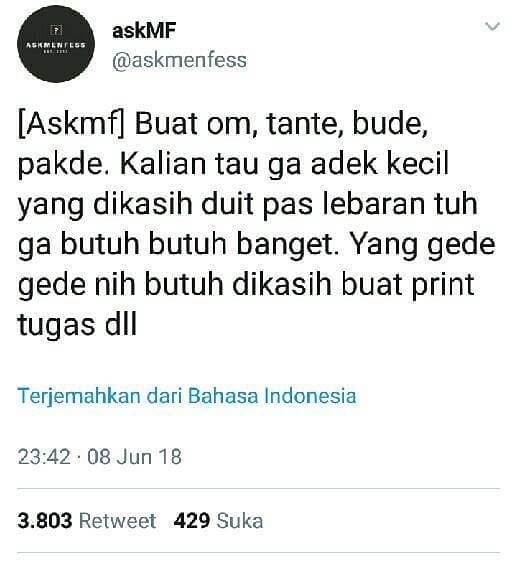 askMF
@askmenfess
ASKMENFESS
[Askmf] Buat om, tante, bude,
pakde. Kalian tau ga adek kecil
yang dikasih duit pas lebaran tuh
ga butuh butuh banget. Yang gede
gede nih butuh dikasih buat print
tugas dll
Terjemahkan dari Bahasa Indonesia
23:42 · 08 Jun 18
3.803 Retweet 429 Suka